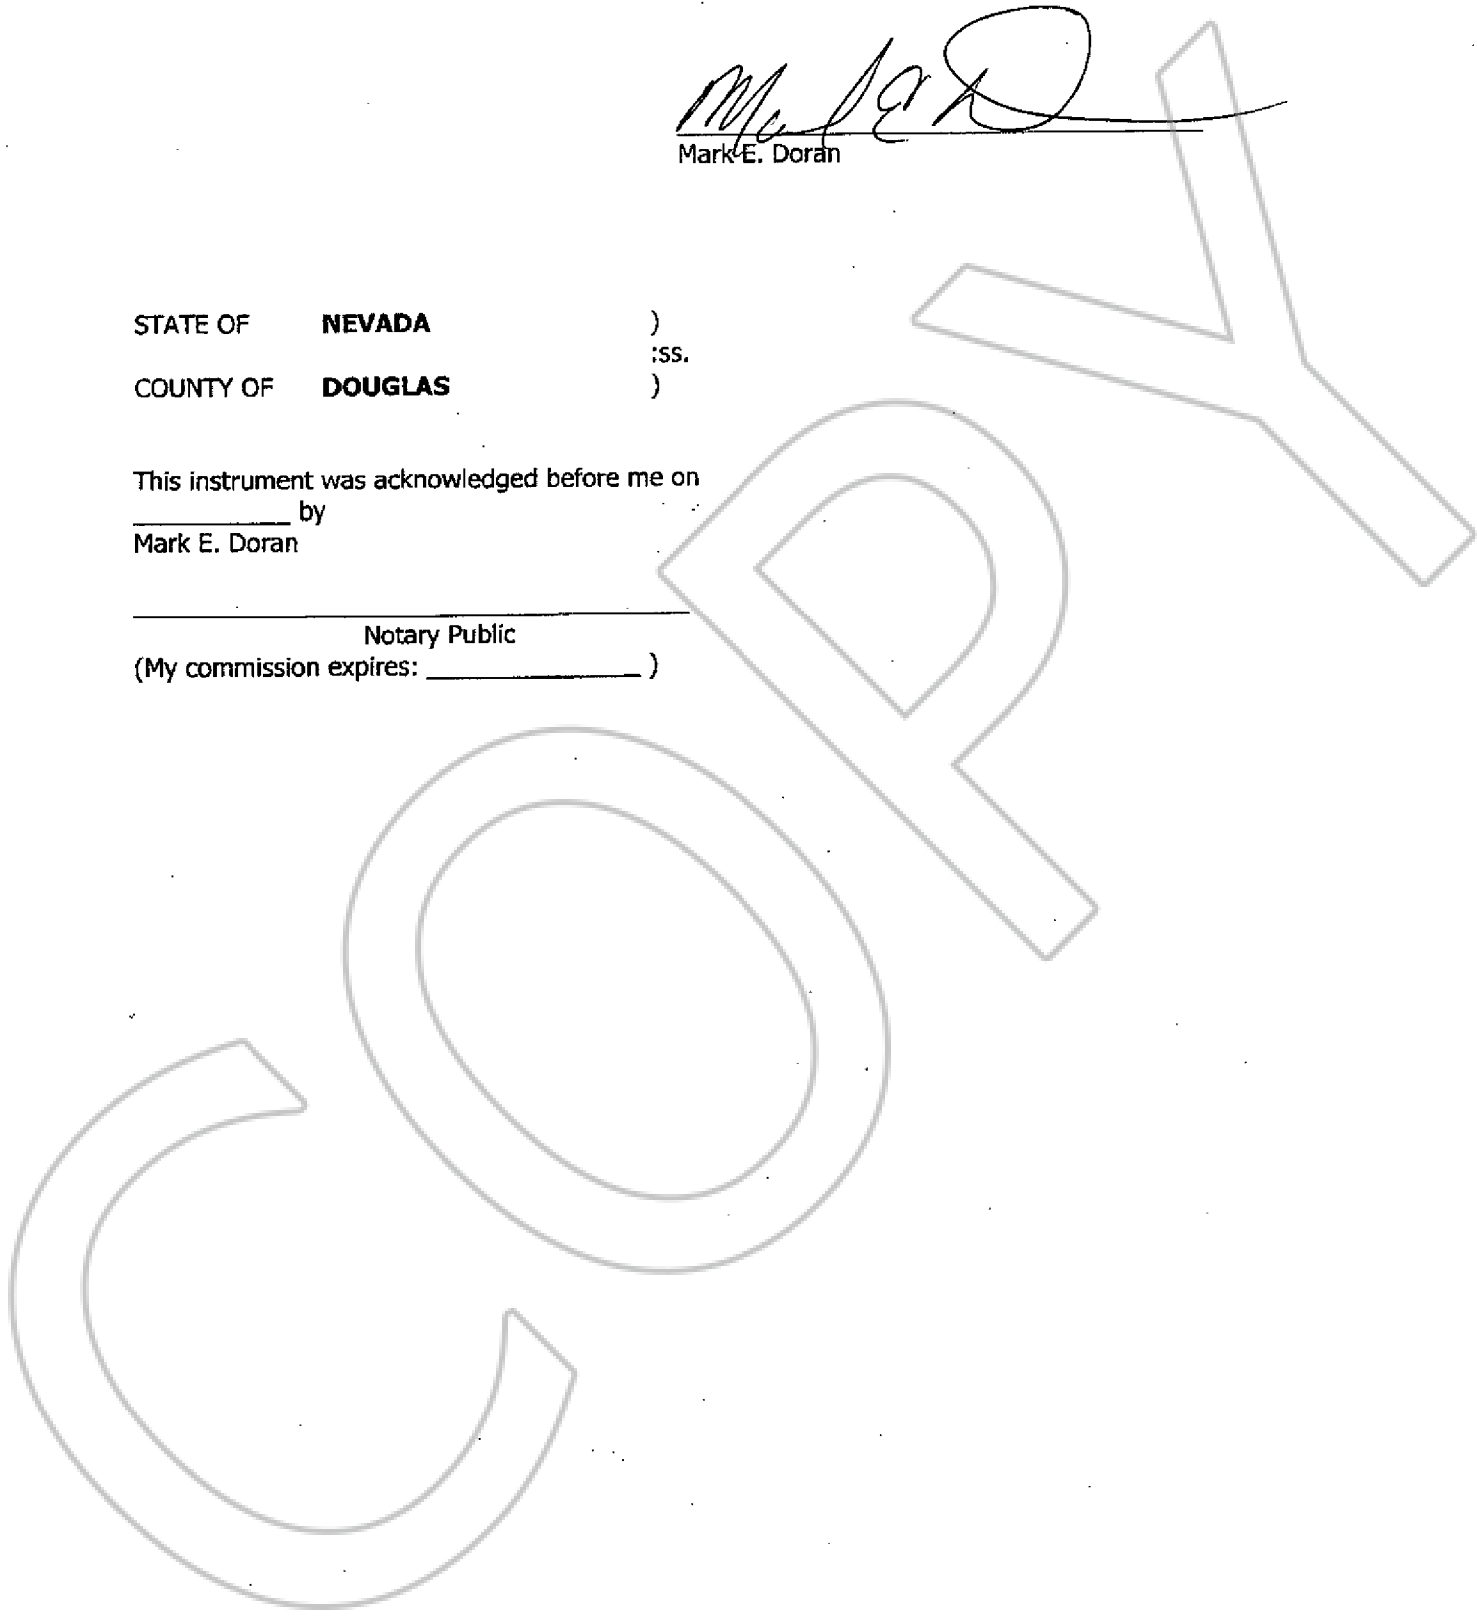 Mark E. Doran
STATE OF NEVADA )
:ss.
COUNTY OF DOUGLAS )
This instrument was acknowledged before me on
__________ by
Mark E. Doran
Notary Public
(My commission expires: ______________ )
COPY